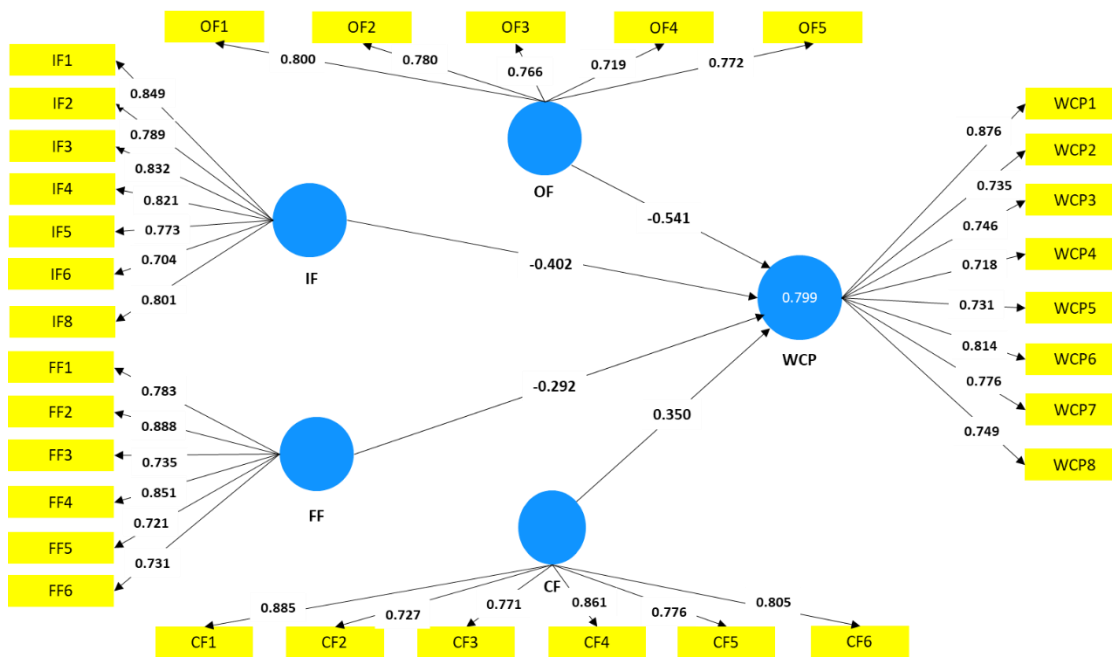 OF1
OF2
OF3
OF4
OF5
0.800
0.780
0.766
0.719
0.772
OF
IF1
IF2
IF3
IF4
IF5
IF6
IF8
0.849
0.789
0.832
0.821
0.773
0.704
0.801
IF
FF1
FF2
FF3
FF4
FF5
FF6
0.783
0.888
0.735
0.851
0.721
0.731
FF
-0.541
-0.402
-0.292
0.350
0.799
WCP
0.876
0.735
0.746
0.718
0.731
0.814
0.776
0.749
WCP1
WCP2
WCP3
WCP4
WCP5
WCP6
WCP7
WCP8
CF
0.885
0.727
0.771
0.861
0.776
0.805
CF1
CF2
CF3
CF4
CF5
CF6